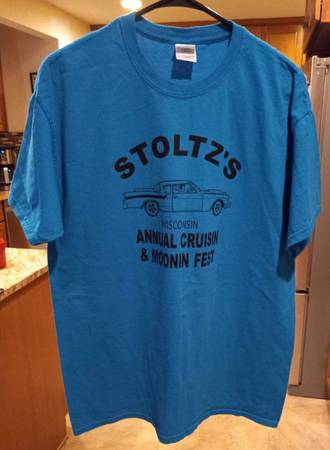 STOLTZ'S
WISCONSIN
ANNUAL CRUISIN
& MOONIN FEST